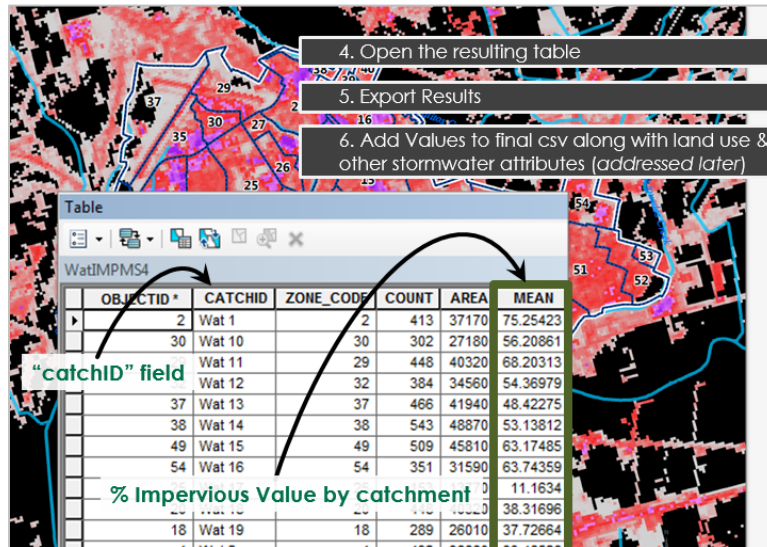 4. Open the resulting table
5. Export Results
6. Add Values to final csv along with land use &
other stormwater attributes (addressed later)
37
29
30
27
35
26
25
16
15
54
53
51
52
Table
WatIMPMS4
OBJECTID * CATCHID ZONE_CODE COUNT AREA MEAN
2 Wat 1 2 413 37170 75.25423
30 Wat 10 30 302 27180 56.20861
Wat 11 29 448 40320 68.20313
Wat 12 32 384 34560 54.36979
37 Wat 13 37 466 41940 48.42275
38 Wat 14 38 543 48870 53.13812
49 Wat 15 49 509 45810 63.17485
54 Wat 16 54 351 31590 63.74359
11.1634
38.31696
18 Wat 19 18 289 26010 37.72664
"catchID" field
% Impervious Value by catchment